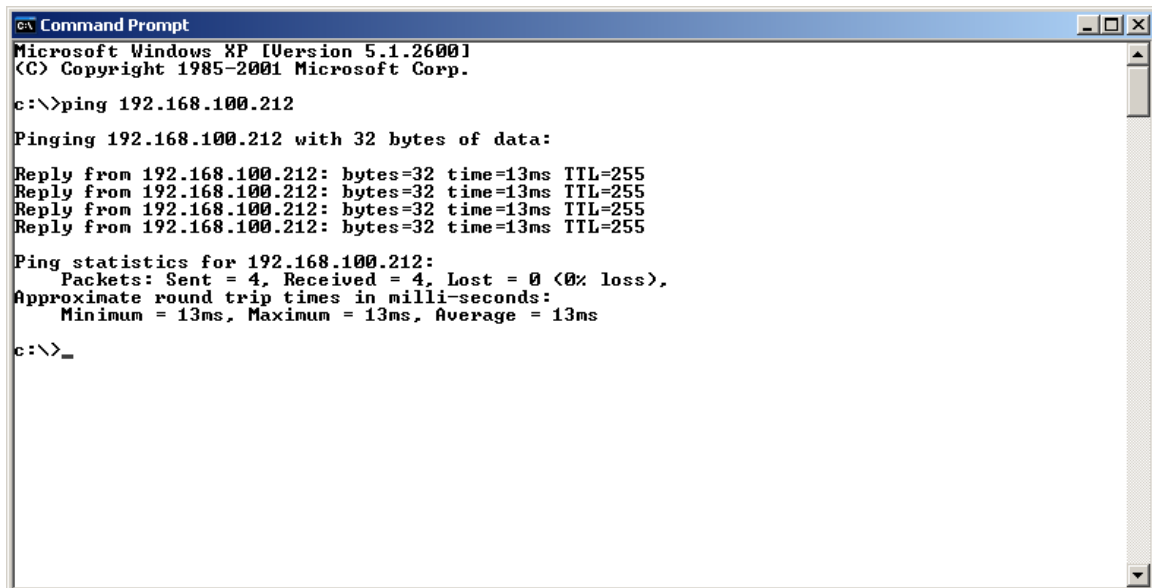 Command Prompt
Microsoft Windows XP [Version 5.1.2600]
(C) Copyright 1985-2001 Microsoft Corp.
c:\>ping 192.168.100.212
Pinging 192.168.100.212 with 32 bytes of data:
Reply from 192.168.100.212: bytes=32 time=13ms TTL=255
Reply from 192.168.100.212: bytes=32 time=13ms TTL=255
Reply from 192.168.100.212: bytes=32 time=13ms TTL=255
Reply from 192.168.100.212: bytes=32 time=13ms TTL=255
Ping statistics for 192.168.100.212:
    Packets: Sent = 4, Received = 4, Lost = 0 (0% loss),
Approximate round trip times in milli-seconds:
    Minimum = 13ms, Maximum = 13ms, Average = 13ms
c:\>_